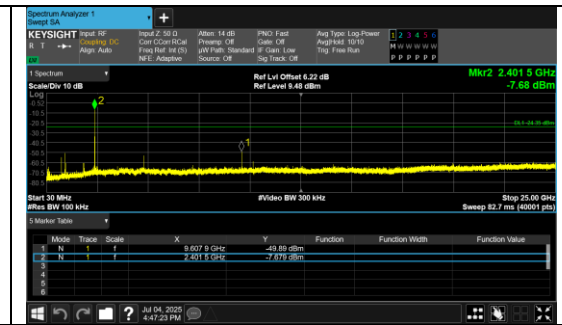 Spectrum Analyzer 1
Swept SA
KEYSIGHT Input: RF Input Z: 50 Ω Atten: 14 dB PNO: Fast Avg Type: Log-Power 1 2 3 4 5 6
R T Coupling: DC Corr CCorr RCal Preamp: Off Gate: Off Avg|Hold: 10/10 M W W W W W
Align: Auto Freq Ref: Int (S) µW Path: Standard IF Gain: Low Trig: Free Run P P P P P P
NFE: Adaptive Source: Off Sig Track: Off
1 Spectrum Ref Lvl Offset 6.22 dB Mkr2 2.401 5 GHz
Scale/Div 10 dB Ref Level 9.48 dBm -7.68 dBm
Log
-0.52
-10.5
-20.5
-30.5
-40.5
-50.5
-60.5
-70.5
-80.5
2
1
Start 30 MHz #Video BW 300 kHz Stop 25.00 GHz
#Res BW 100 kHz Sweep 82.7 ms (40001 pts)
5 Marker Table
Mode Trace Scale X Y Function Function Width Function Value
1 N 1 f 9.607 9 GHz -49.89 dBm
2 N 1 f 2.401 5 GHz -7.679 dBm
3
4
5
6
? Jul 04, 2025
4:47:23 PM